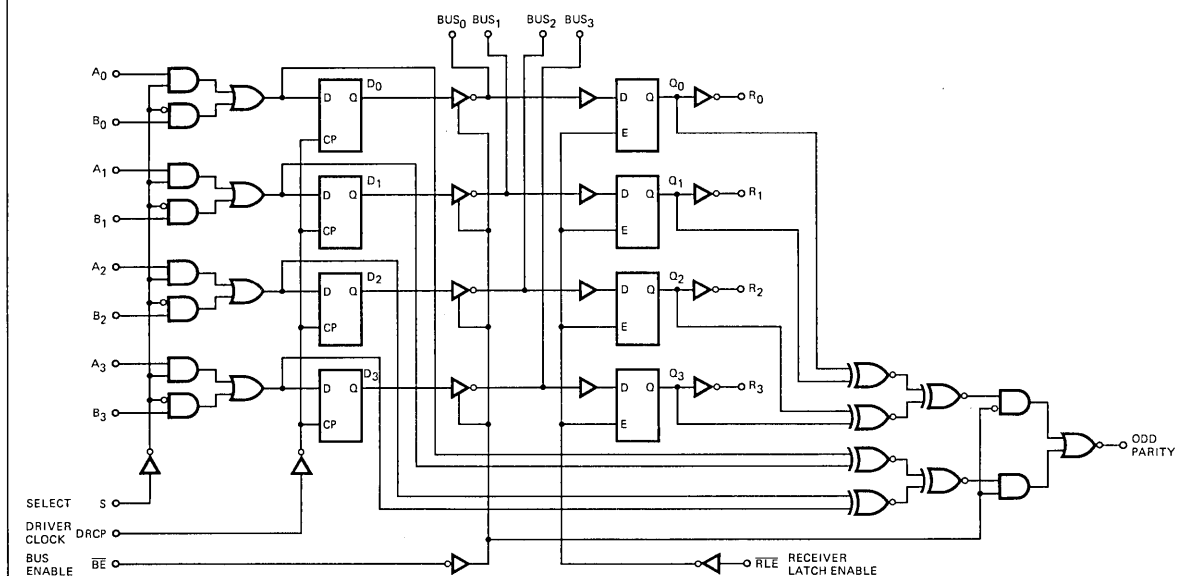 BUS0 BUS1 BUS2 BUS3
A0 D Q D0 D Q Q0 R0
B0 CP E
A1 D Q D1 D Q Q1 R1
B1 CP E
A2 D Q D2 D Q Q2 R2
B2 CP E
A3 D Q D3 D Q Q3 R3
B3 CP E
ODD
PARITY
SELECT S
DRIVER
CLOCK DRCP
BUS
ENABLE B̅E̅
R̅L̅E̅ RECEIVER
LATCH ENABLE